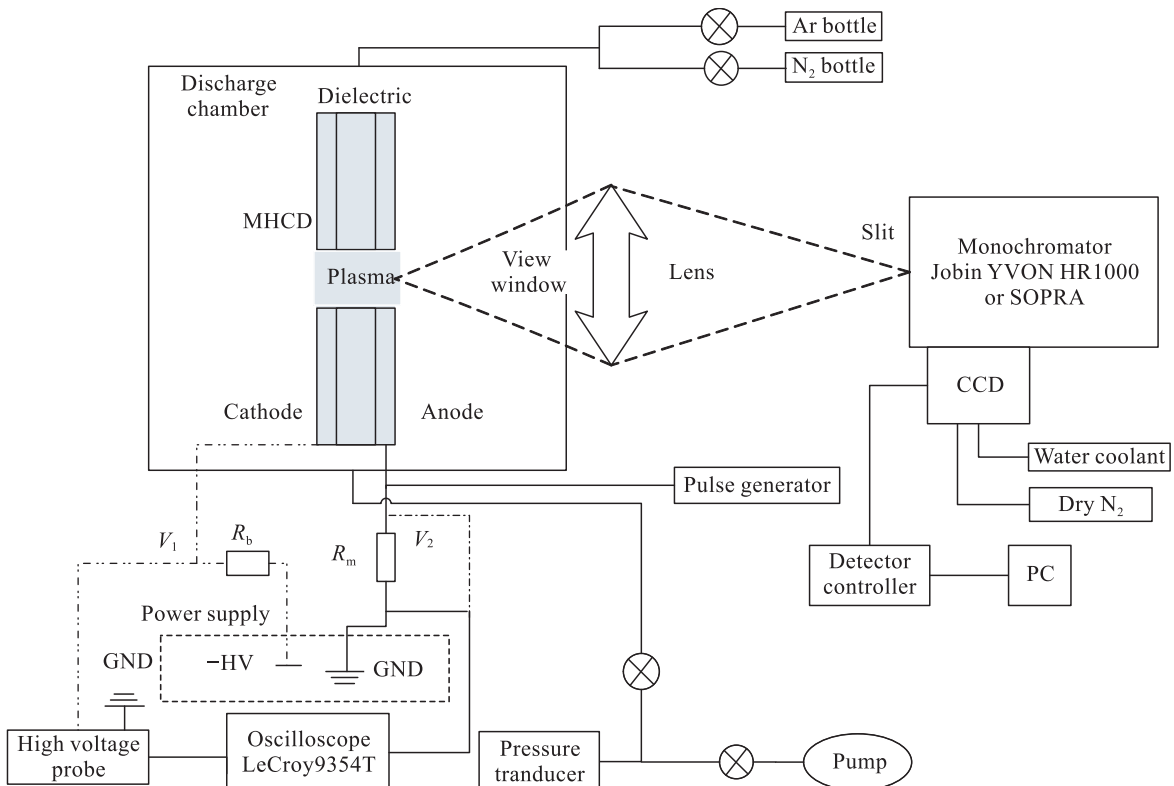 Ar bottle
N₂ bottle
Discharge
chamber
Dielectric
MHCD
Plasma
View
window
Lens
Slit
Monochromator
Jobin YVON HR1000
or SOPRA
CCD
Cathode
Anode
Water coolant
Pulse generator
Dry N₂
V₁
R_b
R_m
V₂
Detector
controller
PC
Power supply
GND
−HV
GND
High voltage
probe
Oscilloscope
LeCroy9354T
Pressure
tranducer
Pump